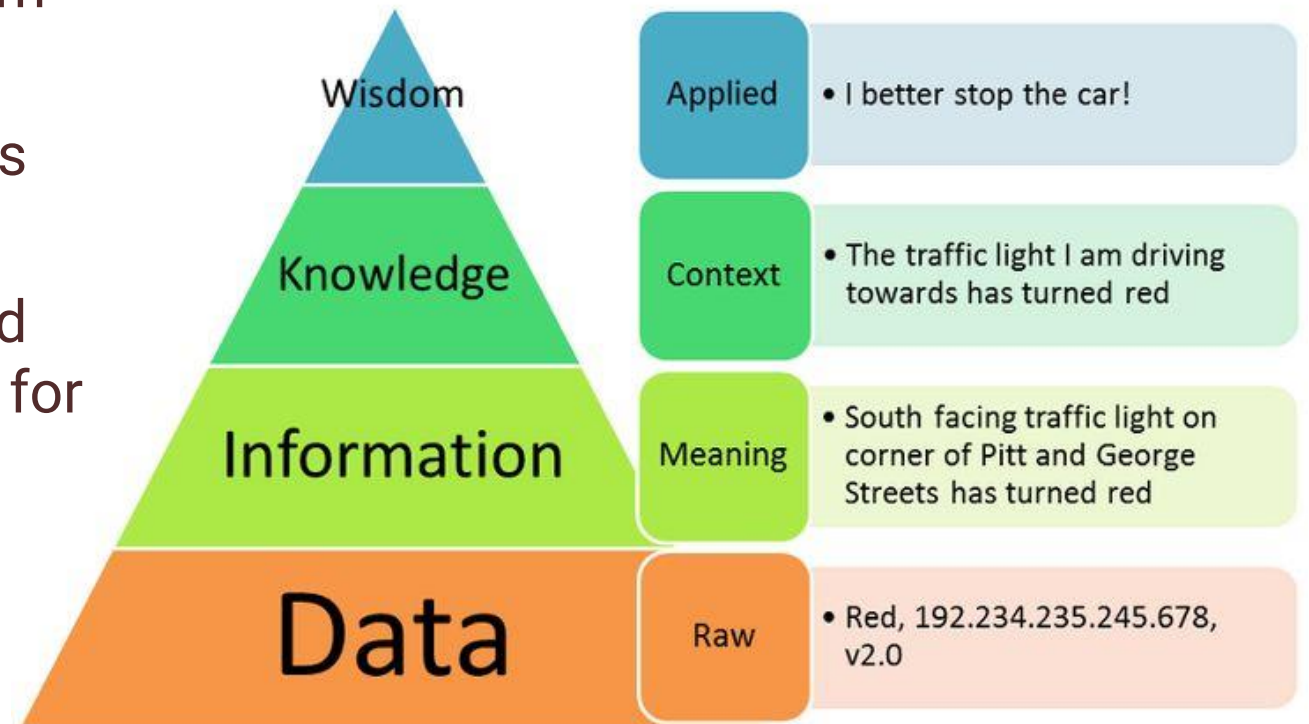 m
s
d
for
Wisdom
Applied
• I better stop the car!
Knowledge
Context
• The traffic light I am driving
towards has turned red
Information
Meaning
• South facing traffic light on
corner of Pitt and George
Streets has turned red
Data
Raw
• Red, 192.234.235.245.678,
v2.0